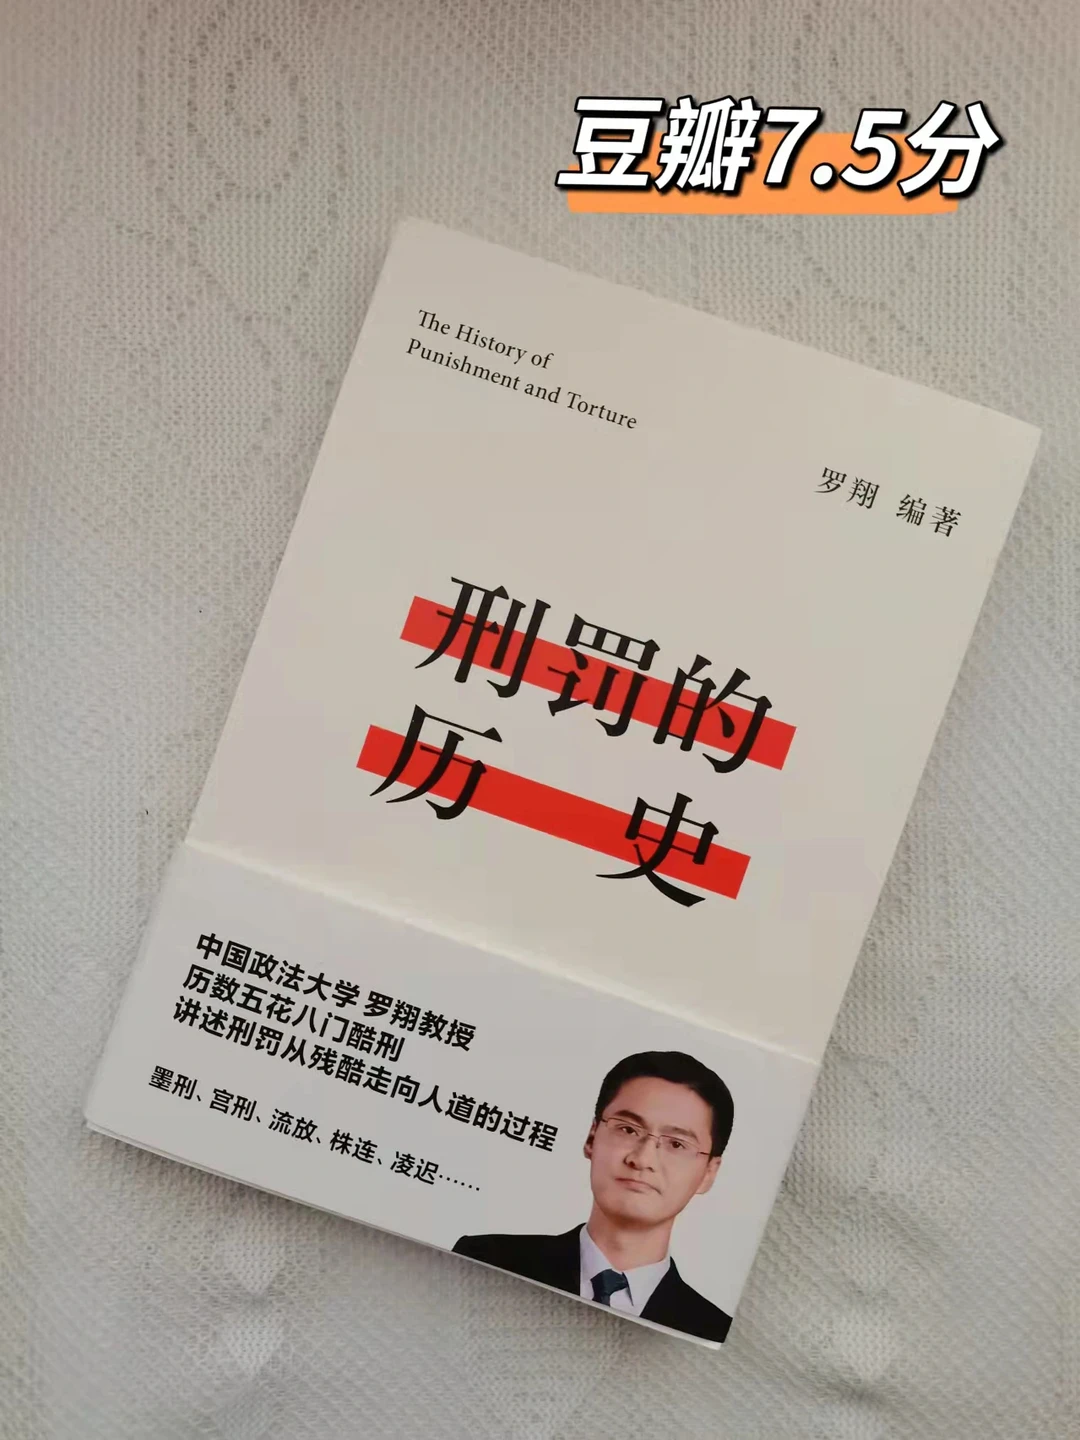 豆瓣7.5分
The History of
Punishment and Torture
罗翔 编著
刑罚的
历史
中国政法大学 罗翔教授
历数五花八门酷刑
讲述刑罚从残酷走向人道的过程
墨刑、宫刑、流放、株连、凌迟……